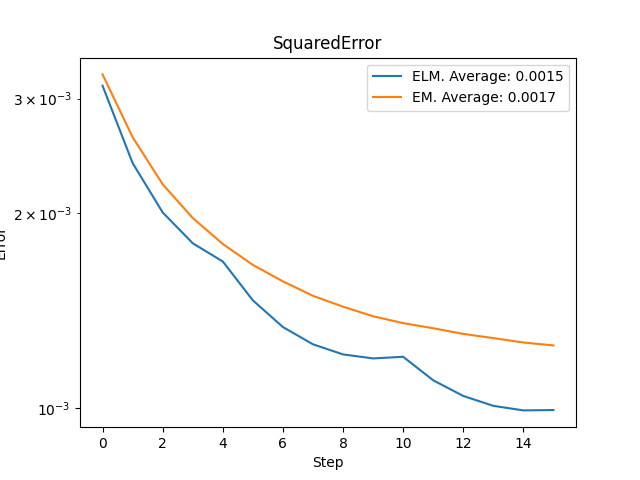 SquaredError
ELM. Average: 0.0015
EM. Average: 0.0017
3 × 10⁻³
2 × 10⁻³
10⁻³
Error
0 2 4 6 8 10 12 14
Step